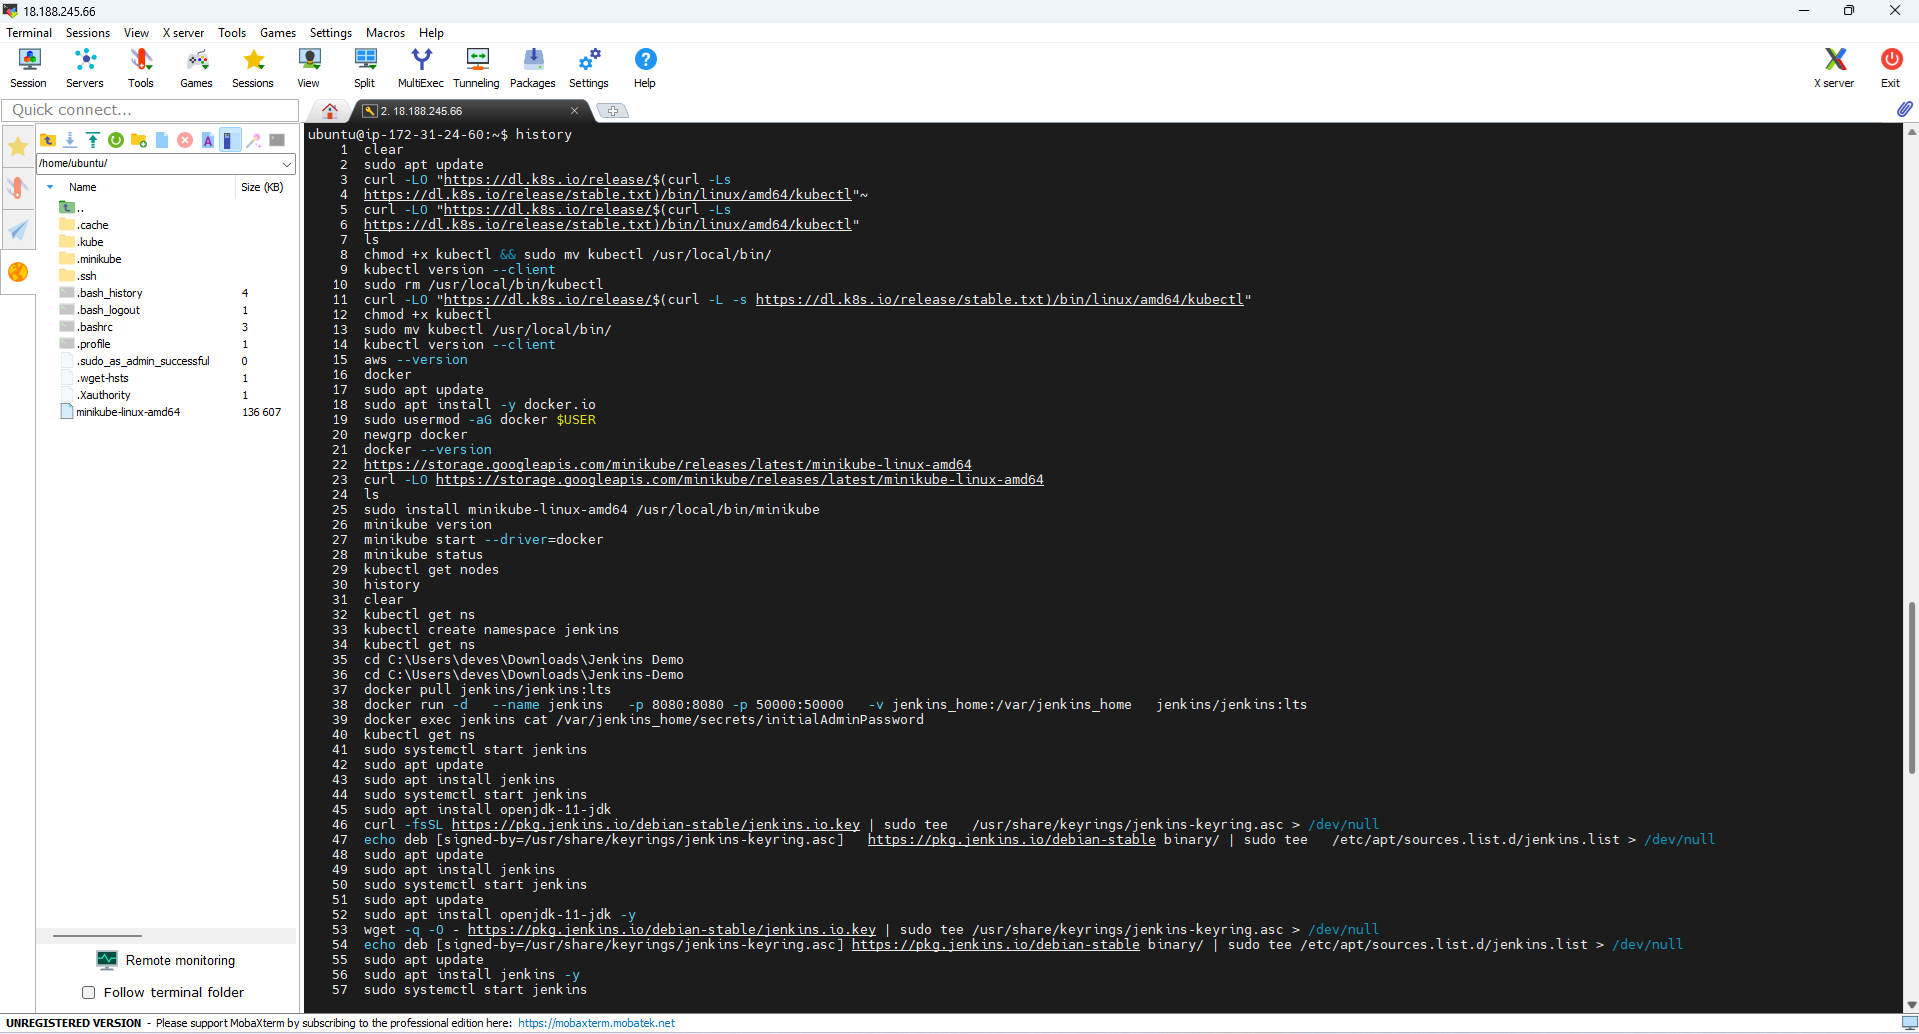 18.188.245.66
Terminal Sessions View X server Tools Games Settings Macros Help
Session Servers Tools Games Sessions View Split MultiExec Tunneling Packages Settings Help X server Exit
Quick connect...
2. 18.188.245.66
/home/ubuntu/
Name Size (KB)
..
.cache
.kube
.minikube
.ssh
.bash_history 4
.bash_logout 1
.bashrc 3
.profile 1
.sudo_as_admin_successful 0
.wget-hsts 1
.Xauthority 1
minikube-linux-amd64 136 607
Remote monitoring
Follow terminal folder
ubuntu@ip-172-31-24-60:~$ history
1 clear
2 sudo apt update
3 curl -LO "https://dl.k8s.io/release/$(curl -Ls
4 https://dl.k8s.io/release/stable.txt)/bin/linux/amd64/kubectl"~
5 curl -LO "https://dl.k8s.io/release/$(curl -Ls
6 https://dl.k8s.io/release/stable.txt)/bin/linux/amd64/kubectl"
7 ls
8 chmod +x kubectl && sudo mv kubectl /usr/local/bin/
9 kubectl version --client
10 sudo rm /usr/local/bin/kubectl
11 curl -LO "https://dl.k8s.io/release/$(curl -L -s https://dl.k8s.io/release/stable.txt)/bin/linux/amd64/kubectl"
12 chmod +x kubectl
13 sudo mv kubectl /usr/local/bin/
14 kubectl version --client
15 aws --version
16 docker
17 sudo apt update
18 sudo apt install -y docker.io
19 sudo usermod -aG docker $USER
20 newgrp docker
21 docker --version
22 https://storage.googleapis.com/minikube/releases/latest/minikube-linux-amd64
23 curl -LO https://storage.googleapis.com/minikube/releases/latest/minikube-linux-amd64
24 ls
25 sudo install minikube-linux-amd64 /usr/local/bin/minikube
26 minikube version
27 minikube start --driver=docker
28 minikube status
29 kubectl get nodes
30 history
31 clear
32 kubectl get ns
33 kubectl create namespace jenkins
34 kubectl get ns
35 cd C:\Users\deves\Downloads\Jenkins Demo
36 cd C:\Users\deves\Downloads\Jenkins-Demo
37 docker pull jenkins/jenkins:lts
38 docker run -d   --name jenkins   -p 8080:8080 -p 50000:50000   -v jenkins_home:/var/jenkins_home   jenkins/jenkins:lts
39 docker exec jenkins cat /var/jenkins_home/secrets/initialAdminPassword
40 kubectl get ns
41 sudo systemctl start jenkins
42 sudo apt update
43 sudo apt install jenkins
44 sudo systemctl start jenkins
45 sudo apt install openjdk-11-jdk
46 curl -fsSL https://pkg.jenkins.io/debian-stable/jenkins.io.key | sudo tee   /usr/share/keyrings/jenkins-keyring.asc > /dev/null
47 echo deb [signed-by=/usr/share/keyrings/jenkins-keyring.asc]   https://pkg.jenkins.io/debian-stable binary/ | sudo tee   /etc/apt/sources.list.d/jenkins.list > /dev/null
48 sudo apt update
49 sudo apt install jenkins
50 sudo systemctl start jenkins
51 sudo apt update
52 sudo apt install openjdk-11-jdk -y
53 wget -q -O - https://pkg.jenkins.io/debian-stable/jenkins.io.key | sudo tee /usr/share/keyrings/jenkins-keyring.asc > /dev/null
54 echo deb [signed-by=/usr/share/keyrings/jenkins-keyring.asc] https://pkg.jenkins.io/debian-stable binary/ | sudo tee /etc/apt/sources.list.d/jenkins.list > /dev/null
55 sudo apt update
56 sudo apt install jenkins -y
57 sudo systemctl start jenkins
UNREGISTERED VERSION - Please support MobaXterm by subscribing to the professional edition here: https://mobaxterm.mobatek.net